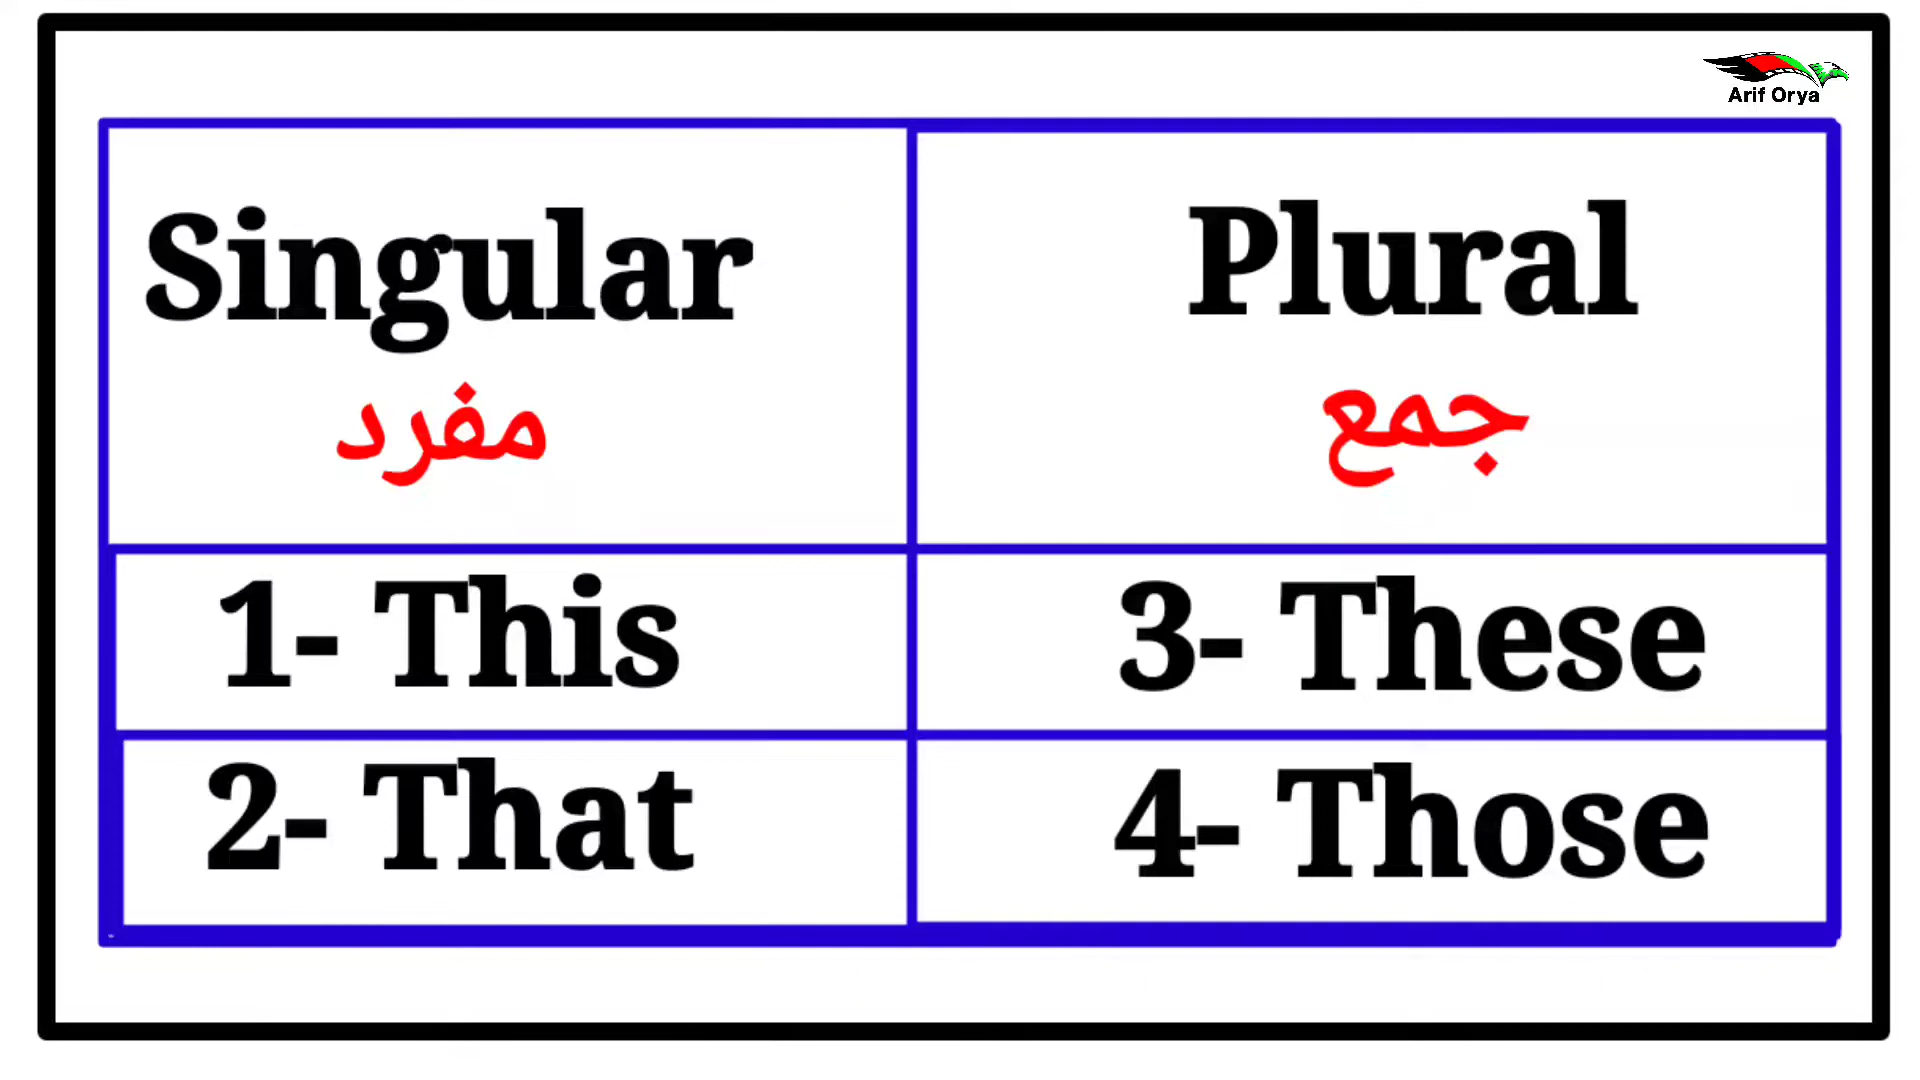 Arif Orya
Singular
مفرد
Plural
جمع
1- This
3- These
2- That
4- Those